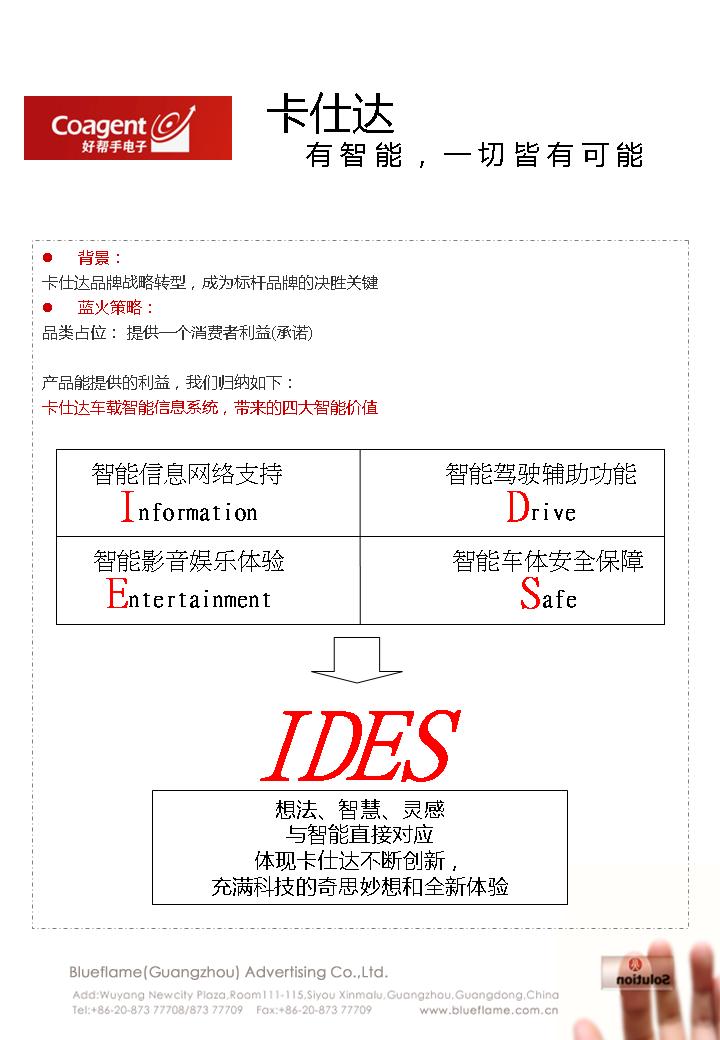 Coagent
好帮手电子
卡仕达
有智能，一切皆有可能
背景：
卡仕达品牌战略转型，成为标杆品牌的决胜关键
蓝火策略：
品类占位： 提供一个消费者利益(承诺)
产品能提供的利益，我们归纳如下：
卡仕达车载智能信息系统，带来的四大智能价值
智能信息网络支持
Information
智能驾驶辅助功能
Drive
智能影音娱乐体验
Entertainment
智能车体安全保障
Safe
IDES
想法、智慧、灵感
与智能直接对应
体现卡仕达不断创新，
充满科技的奇思妙想和全新体验
Blueflame(Guangzhou) Advertising Co.,Ltd.
Add:Wuyang Newcity Plaza,Room111-115,Siyou Xinmalu,Guangzhou,Guangdong,China
Tel:+86-20-873 77708/873 77709 Fax:+86-20-873 77709 www.blueflame.com.cn
Solution